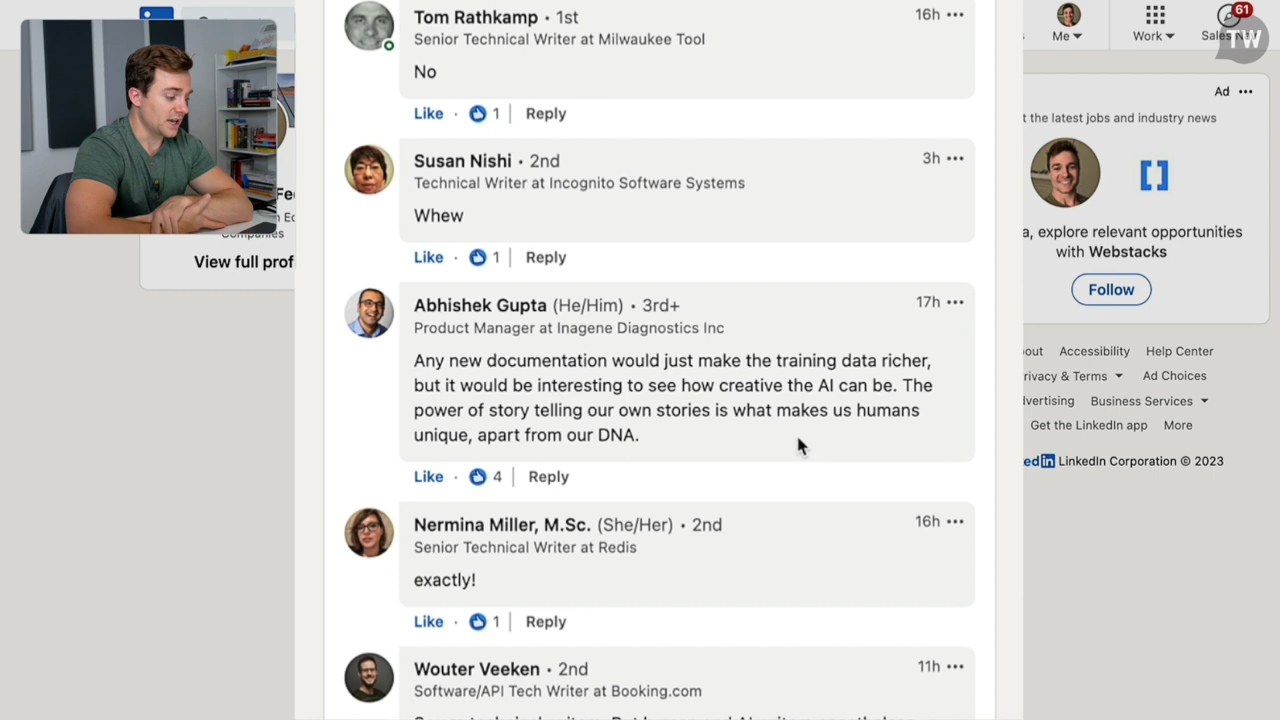 Tom Rathkamp • 1st
16h •••
Senior Technical Writer at Milwaukee Tool
No
Like · 1 | Reply
Susan Nishi • 2nd
3h •••
Technical Writer at Incognito Software Systems
Whew
Like · 1 | Reply
Abhishek Gupta (He/Him) • 3rd+
17h •••
Product Manager at Inagene Diagnostics Inc
Any new documentation would just make the training data richer,
but it would be interesting to see how creative the AI can be. The
power of story telling our own stories is what makes us humans
unique, apart from our DNA.
Like · 4 | Reply
Nermina Miller, M.Sc. (She/Her) • 2nd
16h •••
Senior Technical Writer at Redis
exactly!
Like · 1 | Reply
Wouter Veeken • 2nd
11h •••
Software/API Tech Writer at Booking.com
View full prof
Me
Work
Sales
61
TW
Ad •••
t the latest jobs and industry news
a, explore relevant opportunities
with Webstacks
Follow
out Accessibility Help Center
rivacy & Terms Ad Choices
vertising Business Services
Get the LinkedIn app More
edin LinkedIn Corporation © 2023